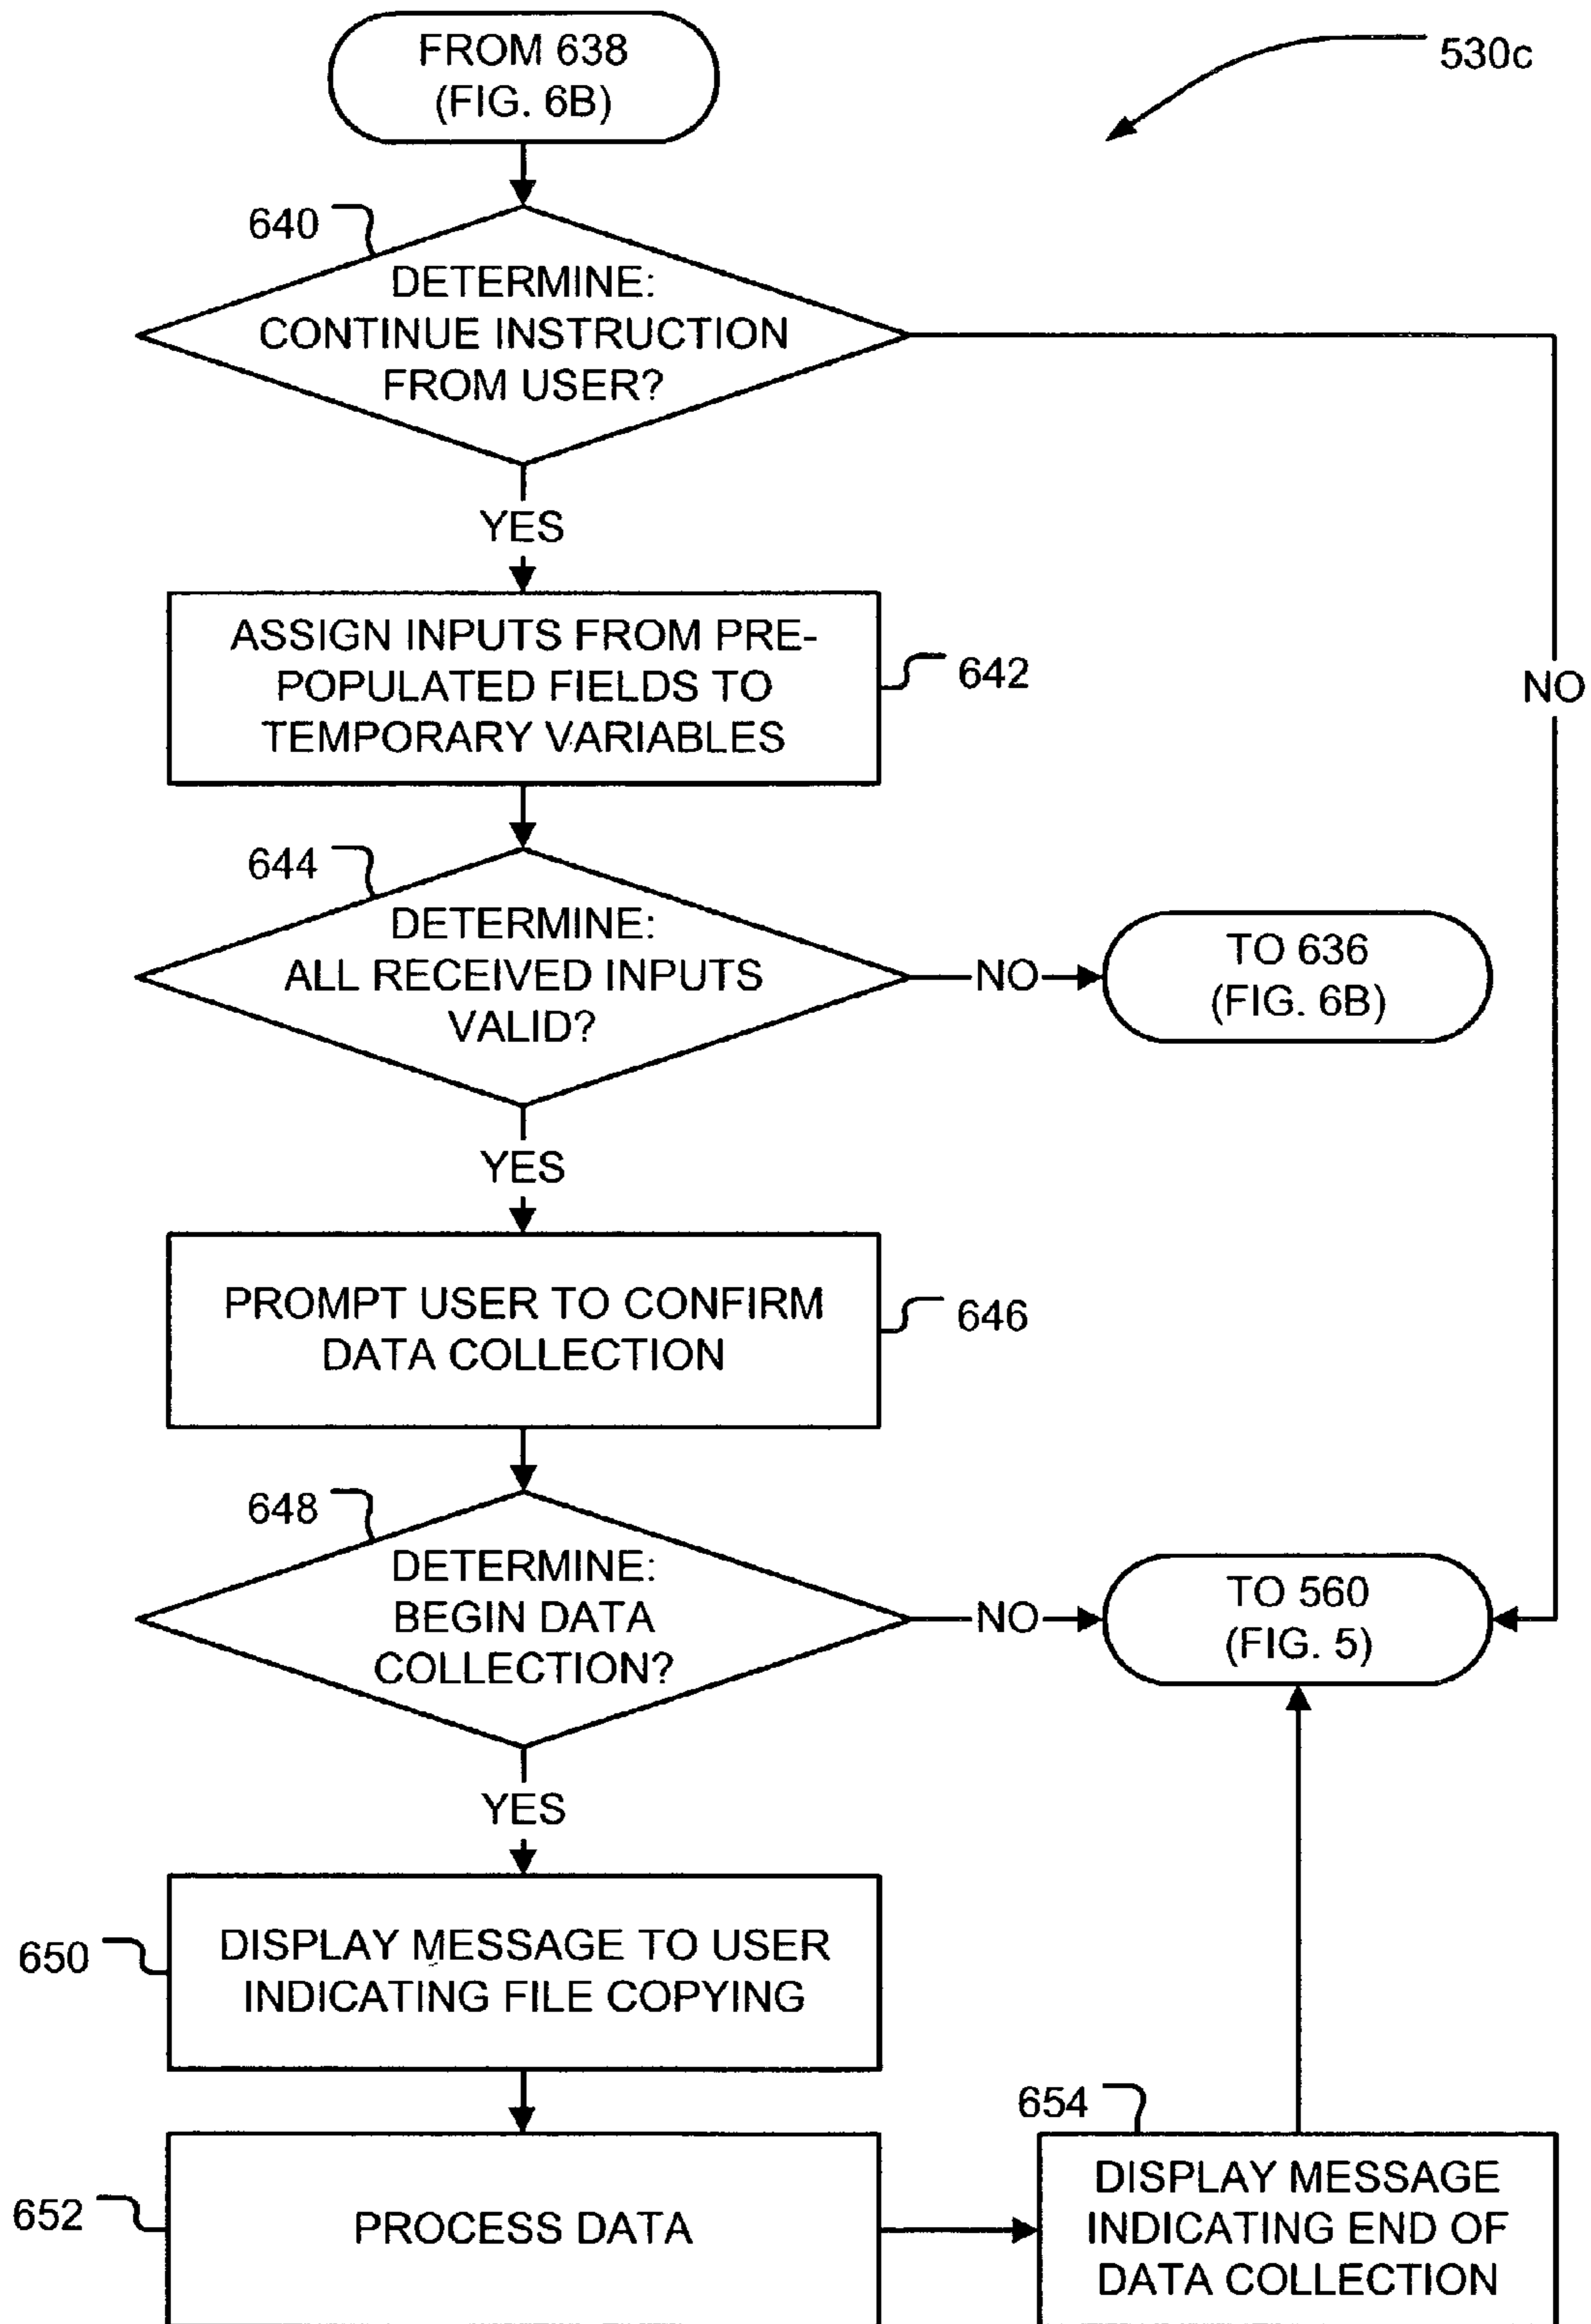 FROM 638
(FIG. 6B)
530c
640
DETERMINE:
CONTINUE INSTRUCTION
FROM USER?
YES
NO
ASSIGN INPUTS FROM PRE-
POPULATED FIELDS TO
TEMPORARY VARIABLES
642
644
DETERMINE:
ALL RECEIVED INPUTS
VALID?
NO
TO 636
(FIG. 6B)
YES
PROMPT USER TO CONFIRM
DATA COLLECTION
646
648
DETERMINE:
BEGIN DATA
COLLECTION?
NO
TO 560
(FIG. 5)
YES
650
DISPLAY MESSAGE TO USER
INDICATING FILE COPYING
652
PROCESS DATA
654
DISPLAY MESSAGE
INDICATING END OF
DATA COLLECTION